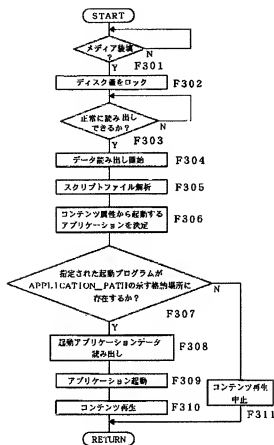 START
メディア装填
?
N
Y
F301
ディスク蓋をロック
F302
正常に読み出し
できるか?
N
Y
F303
データ読み出し開始
F304
スクリプトファイル解析
F305
コンテンツ属性から起動する
アプリケーションを決定
F306
指定された起動プログラムが
APPLICATION_PATHの示す格納場所に
存在するか?
N
F307
Y
起動アプリケーションデータ
読み出し
F308
アプリケーション起動
F309
コンテンツ再生
F310
コンテンツ再生
中止
F311
RETURN